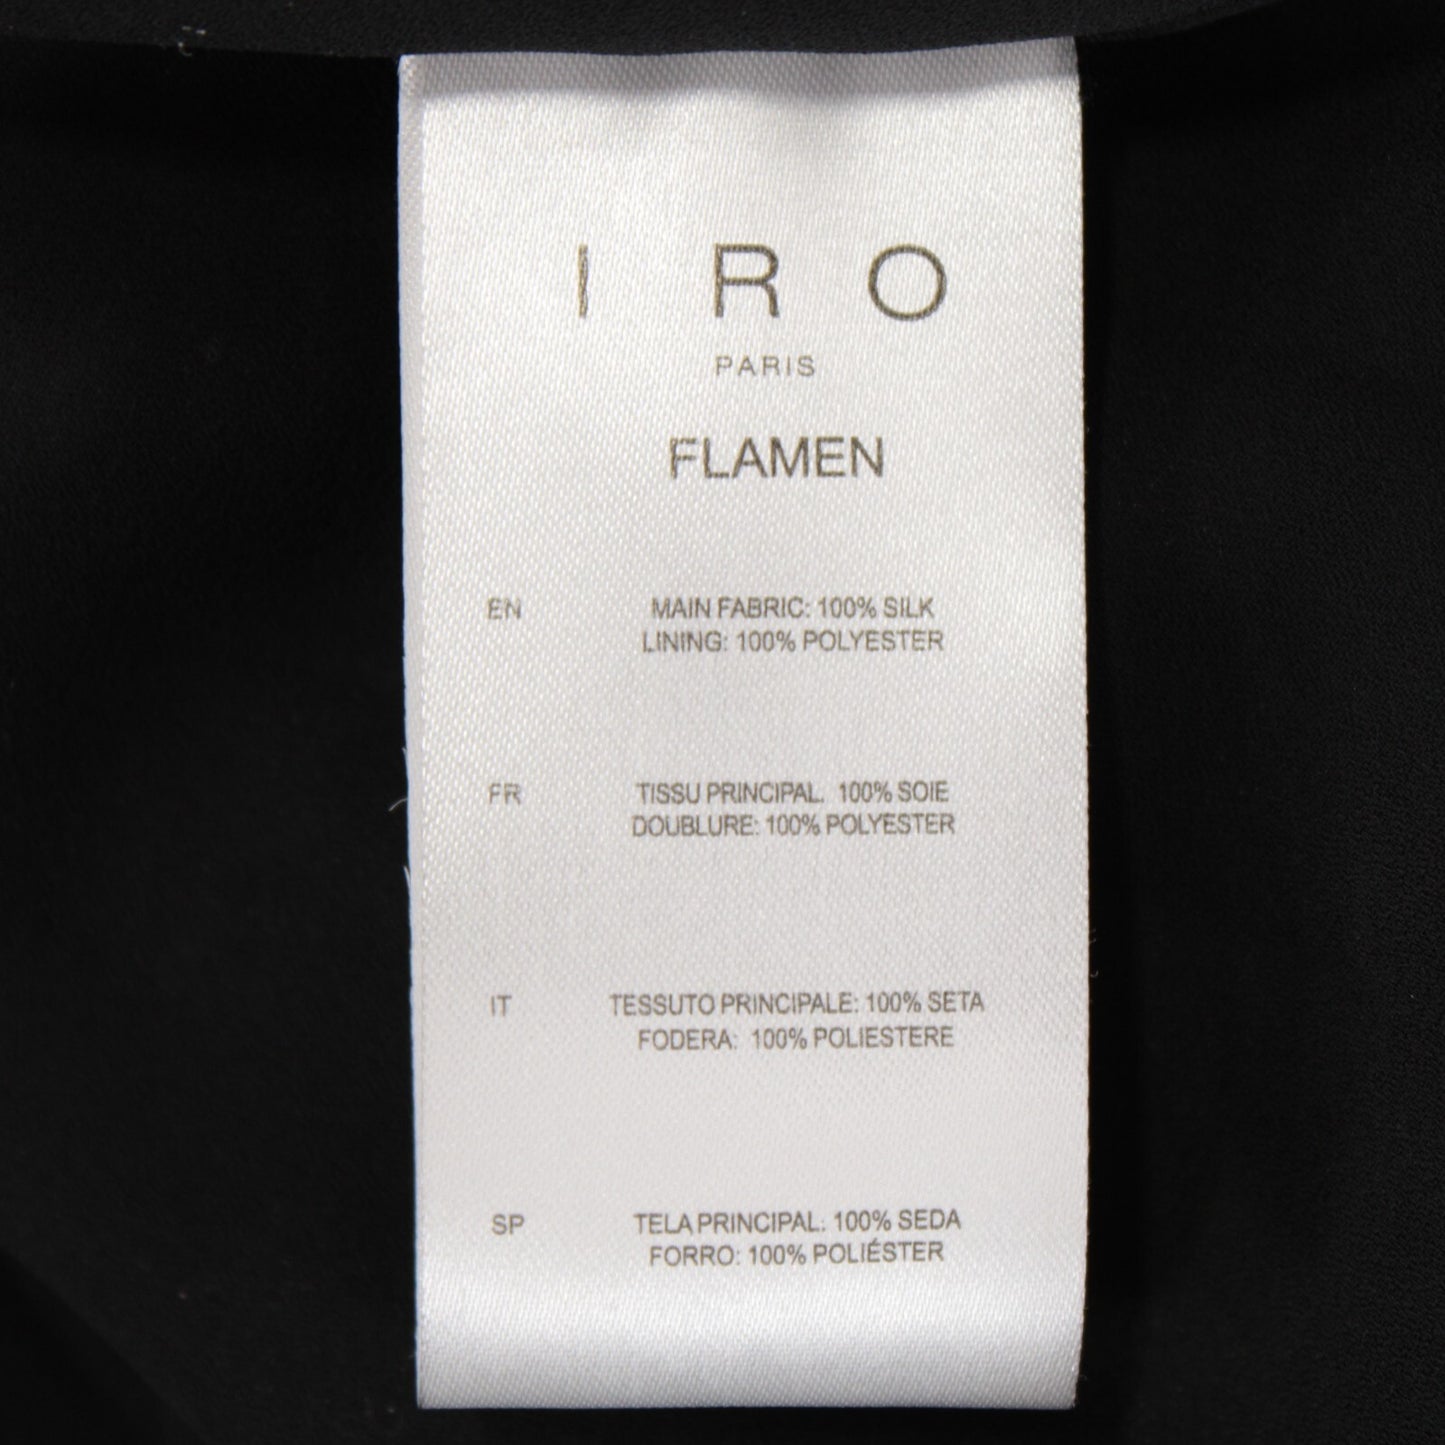 I R O
PARIS
FLAMEN
EN MAIN FABRIC: 100% SILK
LINING: 100% POLYESTER
FR TISSU PRINCIPAL. 100% SOIE
DOUBLURE: 100% POLYESTER
IT TESSUTO PRINCIPALE: 100% SETA
FODERA: 100% POLIESTERE
SP TELA PRINCIPAL: 100% SEDA
FORRO: 100% POLIÉSTER